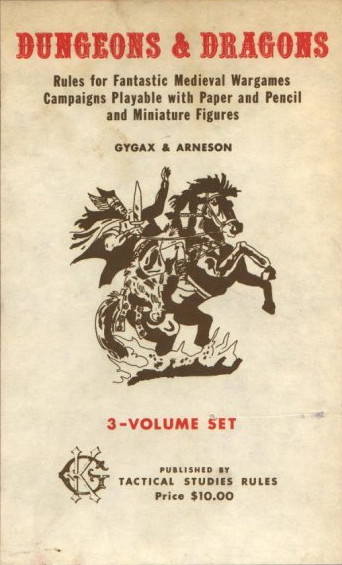 DUNGEONS & DRAGONS
Rules for Fantastic Medieval Wargames
Campaigns Playable with Paper and Pencil
and Miniature Figures
GYGAX & ARNESON
3-VOLUME SET
PUBLISHED BY
TACTICAL STUDIES RULES
Price $10.00